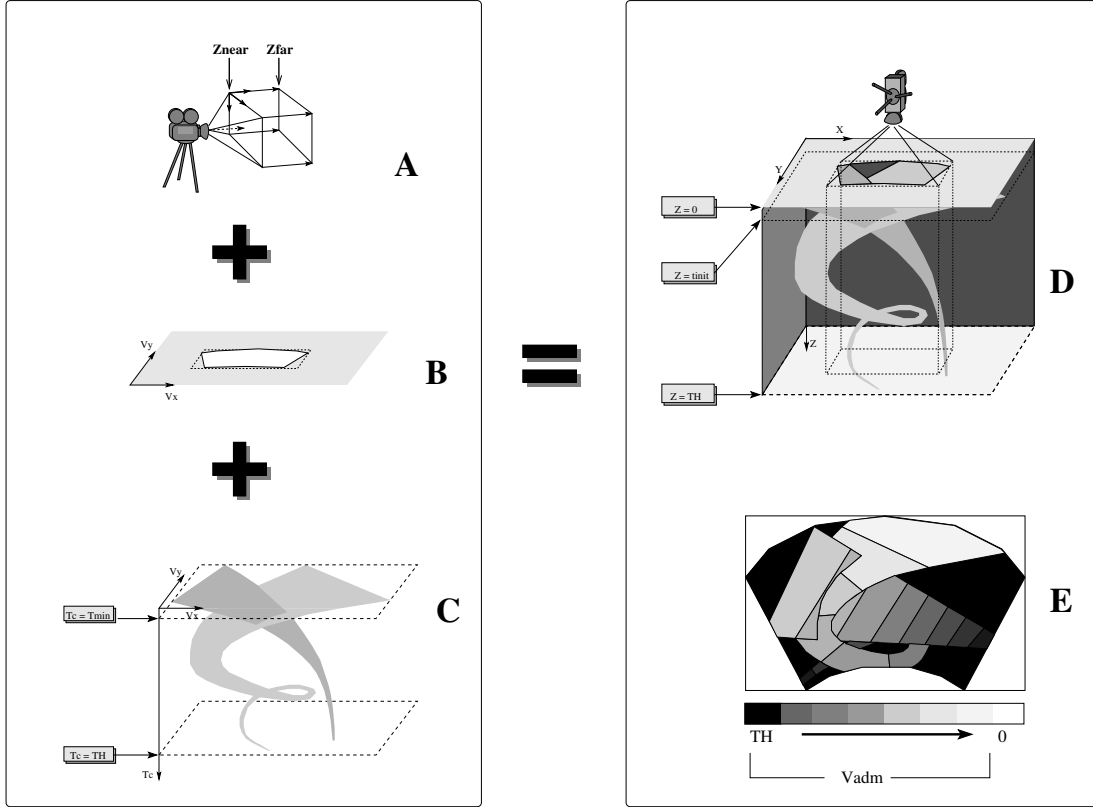 Znear Zfar
A
Vy
Vx
B
Vy
Vx
Tc = Tmin
C
Tc = TH
Tc
X
Y
Z = 0
Z = tinit
D
Z
Z = TH
E
TH 0
Vadm